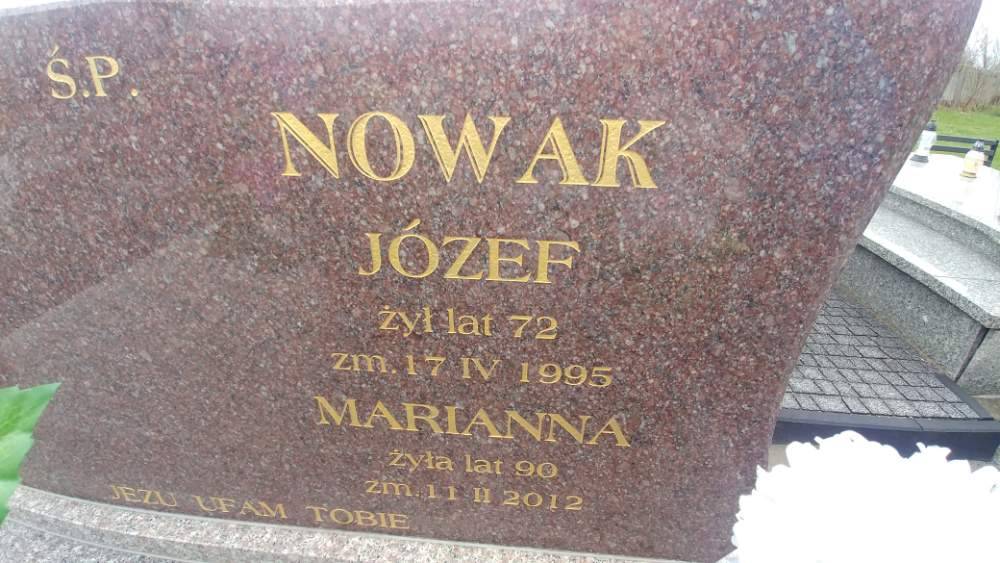 Ś.P.
NOWAK
JÓZEF
żył lat 72
zm. 17 IV 1995
MARIANNA
żyła lat 90
zm. 11 II 2012
JEZU UFAM TOBIE